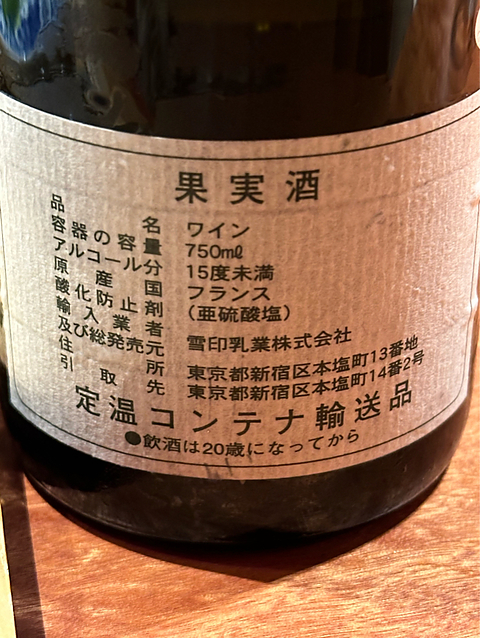 果実酒
品名 ワイン
容器の容量 750mℓ
アルコール分 15度未満
原産国 フランス
酸化防止剤 (亜硫酸塩)
輸入業者
及び総発売元 雪印乳業株式会社
住所 東京都新宿区本塩町13番地
引取先 東京都新宿区本塩町14番2号
定温コンテナ輸送品
●飲酒は20歳になってから